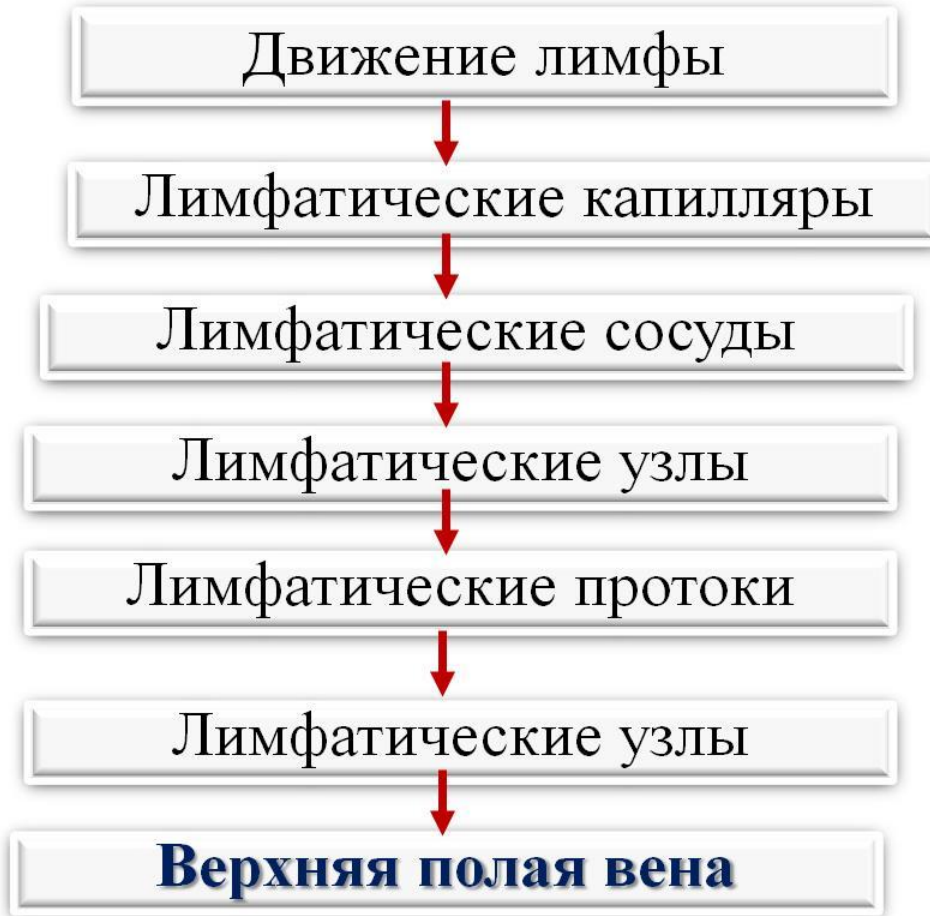 Движение лимфы
Лимфатические капилляры
Лимфатические сосуды
Лимфатические узлы
Лимфатические протоки
Лимфатические узлы
Верхняя полая вена